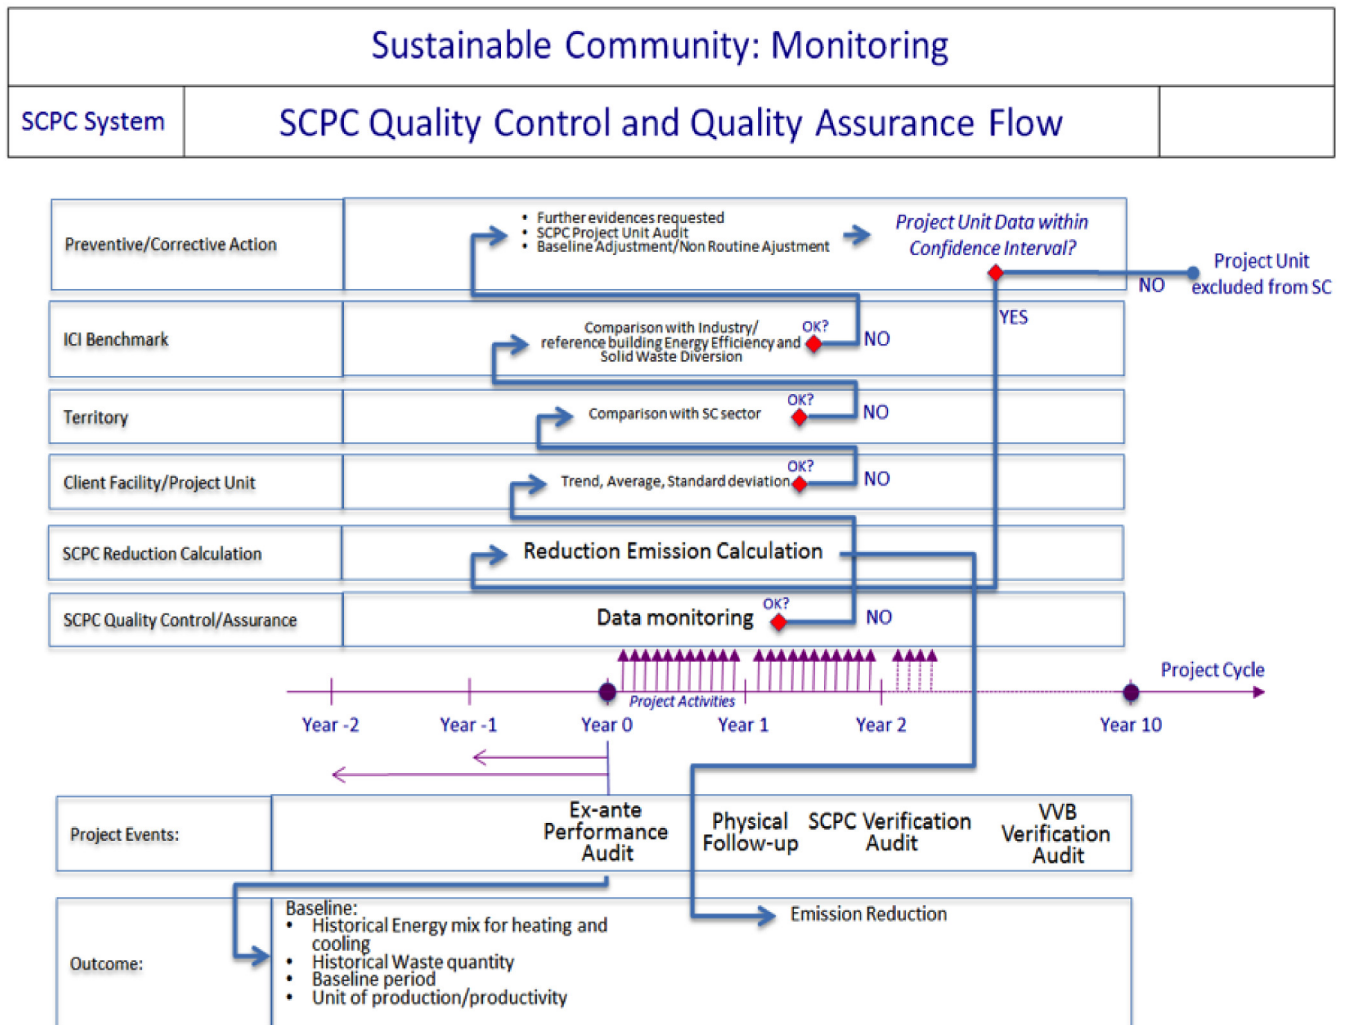 Sustainable Community: Monitoring
SCPC System
SCPC Quality Control and Quality Assurance Flow
Preventive/Corrective Action
• Further evidences requested
• SCPC Project Unit Audit
• Baseline Adjustment/Non Routine Ajustment
Project Unit Data within
Confidence Interval?
Project Unit
excluded from SC
NO
YES
ICI Benchmark
Comparison with Industry/
reference building Energy Efficiency and
Solid Waste Diversion
OK?
NO
Territory
Comparison with SC sector
OK?
NO
Client Facility/Project Unit
Trend, Average, Standard deviation
OK?
NO
SCPC Reduction Calculation
Reduction Emission Calculation
SCPC Quality Control/Assurance
Data monitoring
OK?
NO
Project Cycle
Project Activities
Year -2
Year -1
Year 0
Year 1
Year 2
Year 10
Project Events:
Ex-ante
Performance
Audit
Physical
Follow-up
SCPC Verification
Audit
VVB
Verification
Audit
Outcome:
Baseline:
• Historical Energy mix for heating and
cooling
• Historical Waste quantity
• Baseline period
• Unit of production/productivity
Emission Reduction